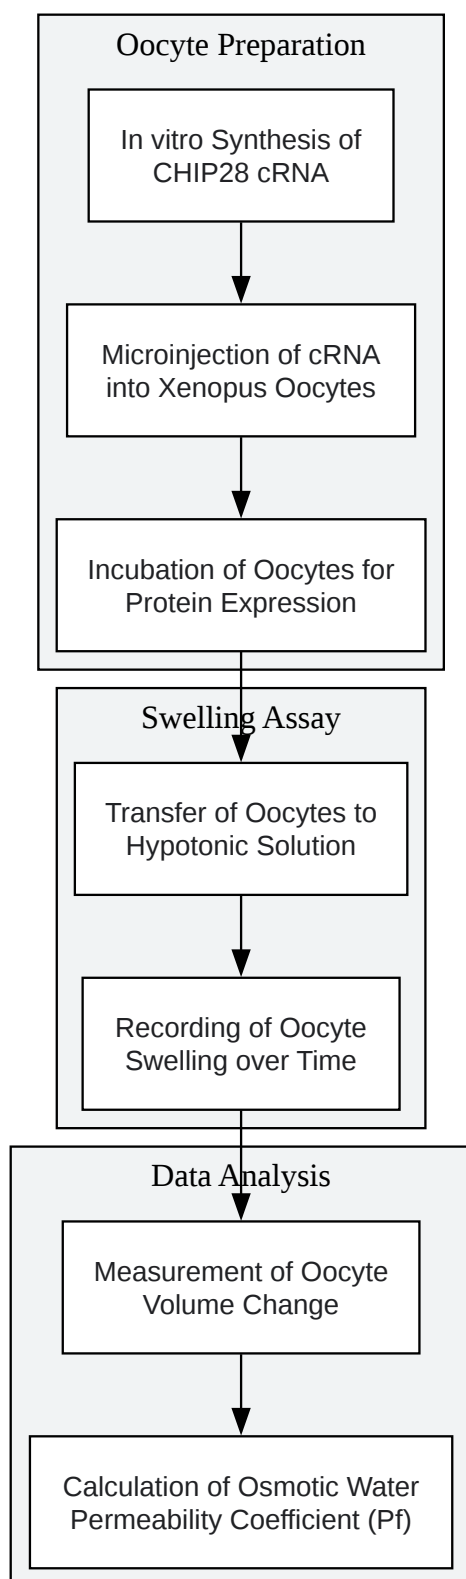 Oocyte Preparation
In vitro Synthesis of
CHIP28 cRNA
Microinjection of cRNA
into Xenopus Oocytes
Incubation of Oocytes for
Protein Expression
Swelling Assay
Transfer of Oocytes to
Hypotonic Solution
Recording of Oocyte
Swelling over Time
Data Analysis
Measurement of Oocyte
Volume Change
Calculation of Osmotic Water
Permeability Coefficient (Pf)